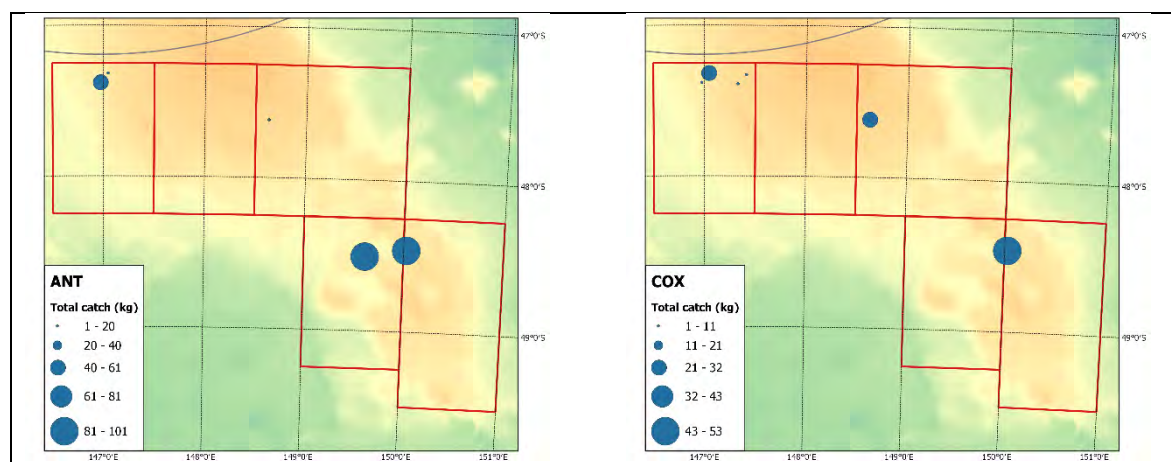 47°0'S
48°0'S
49°0'S
ANT
Total catch (kg)
1 - 20
20 - 40
40 - 61
61 - 81
81 - 101
147°0'E
148°0'E
149°0'E
150°0'E
151°0'E
47°0'S
48°0'S
49°0'S
COX
Total catch (kg)
1 - 11
11 - 21
21 - 32
32 - 43
43 - 53
147°0'E
148°0'E
149°0'E
150°0'E
151°0'E